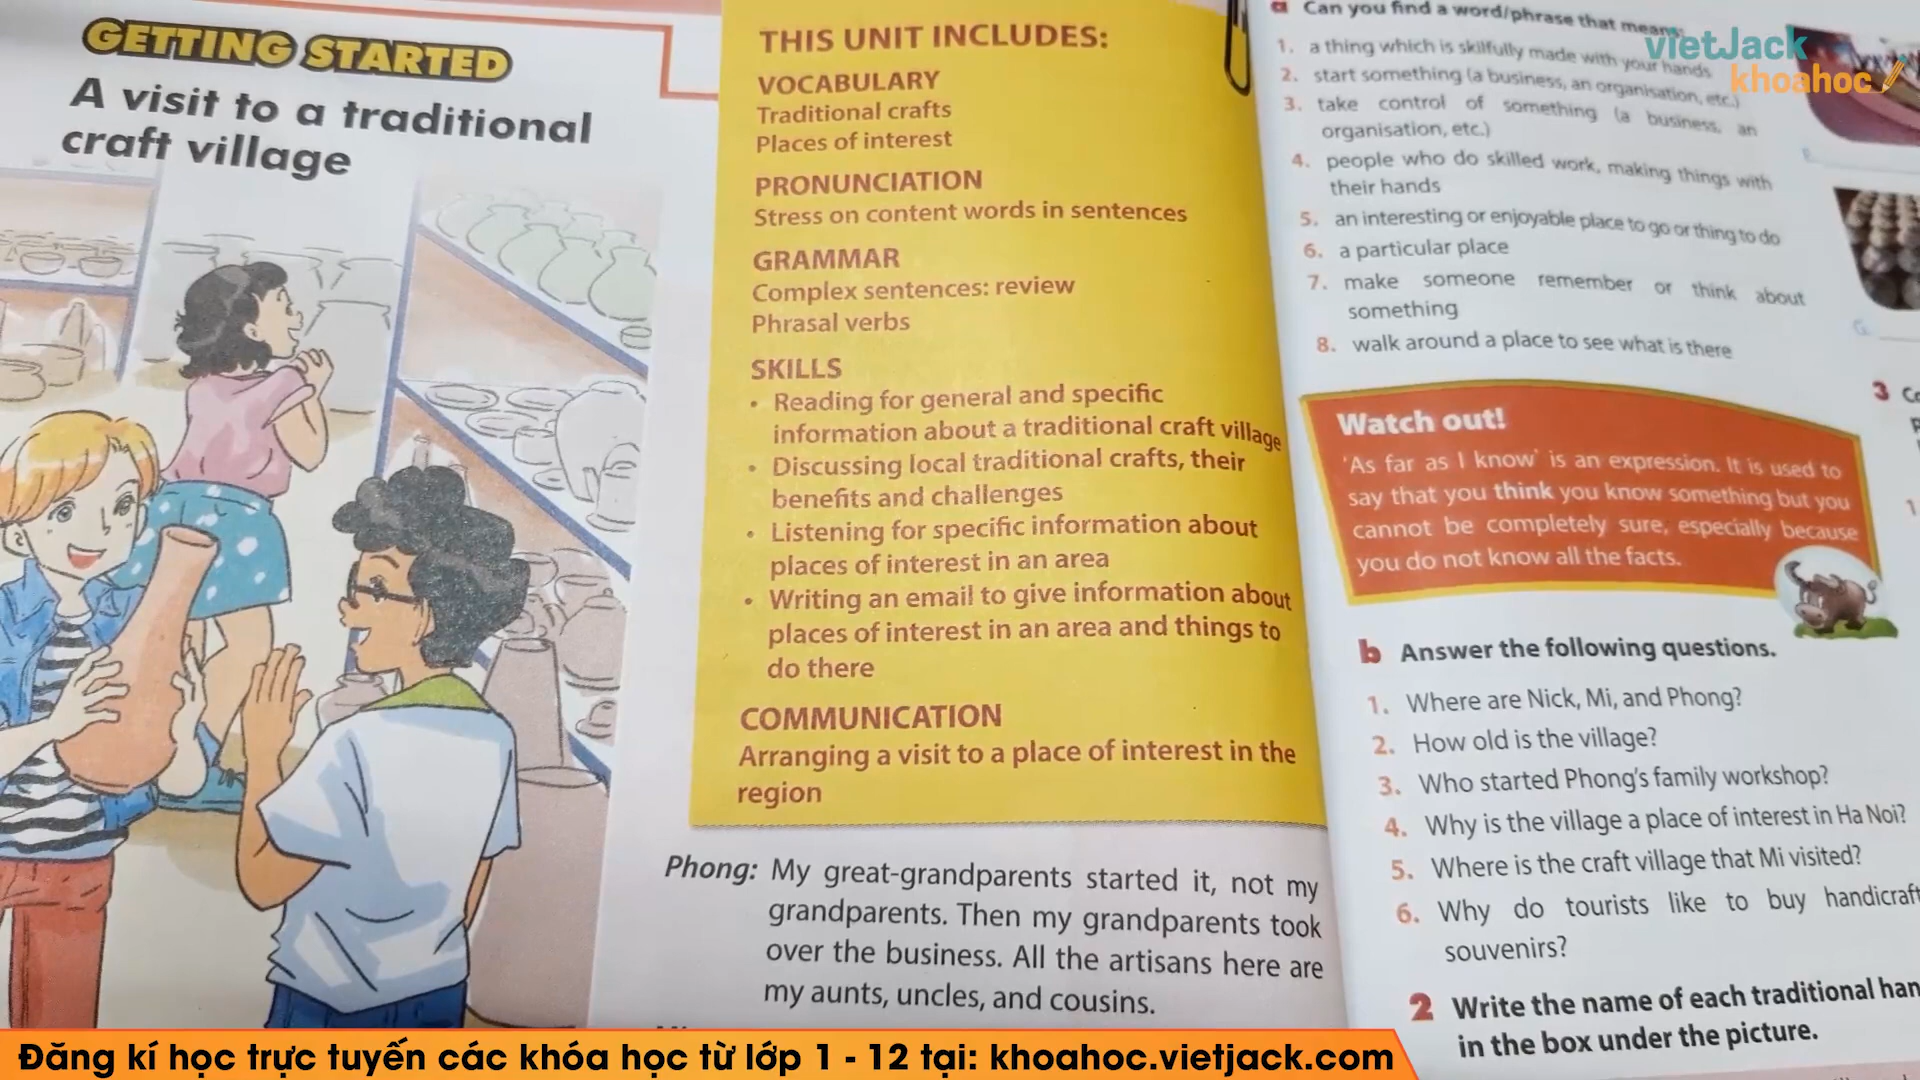 GETTING STARTED
A visit to a traditional
craft village
THIS UNIT INCLUDES:
VOCABULARY
Traditional crafts
Places of interest
PRONUNCIATION
Stress on content words in sentences
GRAMMAR
Complex sentences: review
Phrasal verbs
SKILLS
• Reading for general and specific
information about a traditional craft village
• Discussing local traditional crafts, their
benefits and challenges
• Listening for specific information about
places of interest in an area
• Writing an email to give information about
places of interest in an area and things to
do there
COMMUNICATION
Arranging a visit to a place of interest in the
region
Phong: My great-grandparents started it, not my
grandparents. Then my grandparents took
over the business. All the artisans here are
my aunts, uncles, and cousins.
a Can you find a word/phrase that means:
1. a thing which is skilfully made with your hands
2. start something (a business, an organisation, etc.)
3. take control of something (a business, an
organisation, etc.)
4. people who do skilled work, making things with
their hands
5. an interesting or enjoyable place to go or thing to do
6. a particular place
7. make someone remember or think about
something
8. walk around a place to see what is there
Watch out!
'As far as I know' is an expression. It is used to
say that you think you know something but you
cannot be completely sure, especially because
you do not know all the facts.
b Answer the following questions.
1. Where are Nick, Mi, and Phong?
2. How old is the village?
3. Who started Phong's family workshop?
4. Why is the village a place of interest in Ha Noi?
5. Where is the craft village that Mi visited?
6. Why do tourists like to buy handicraft
souvenirs?
2 Write the name of each traditional han
in the box under the picture.
3
1
vietJack
khoahoc
Đăng kí học trực tuyến các khóa học từ lớp 1 - 12 tại: khoahoc.vietjack.com